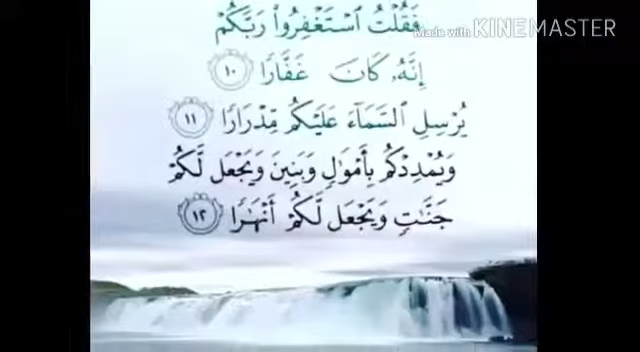 فَقُلْتُ ٱسْتَغْفِرُوا۟ رَبَّكُمْ
Made with KINEMASTER
إِنَّهُۥ كَانَ غَفَّارًا ١٠
يُرْسِلِ ٱلسَّمَآءَ عَلَيْكُم مِّدْرَارًا ١١
وَيُمْدِدْكُم بِأَمْوَٰلٍ وَبَنِينَ وَيَجْعَل لَّكُمْ
جَنَّٰتٍ وَيَجْعَل لَّكُمْ أَنْهَٰرًا ١٢